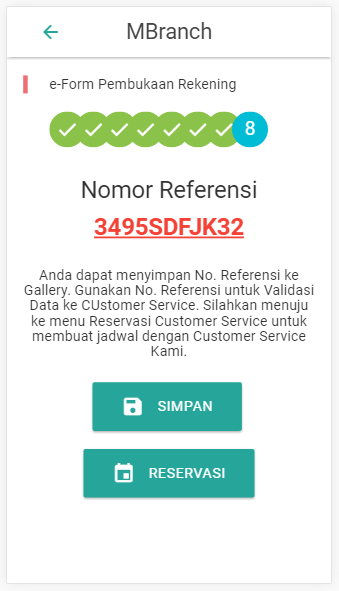 MBranch
e-Form Pembukaan Rekening
8
Nomor Referensi
3495SDFJK32
Anda dapat menyimpan No. Referensi ke
Gallery. Gunakan No. Referensi untuk Validasi
Data ke CUstomer Service. Silahkan menuju
ke menu Reservasi Customer Service untuk
membuat jadwal dengan Customer Service
Kami.
SIMPAN
RESERVASI